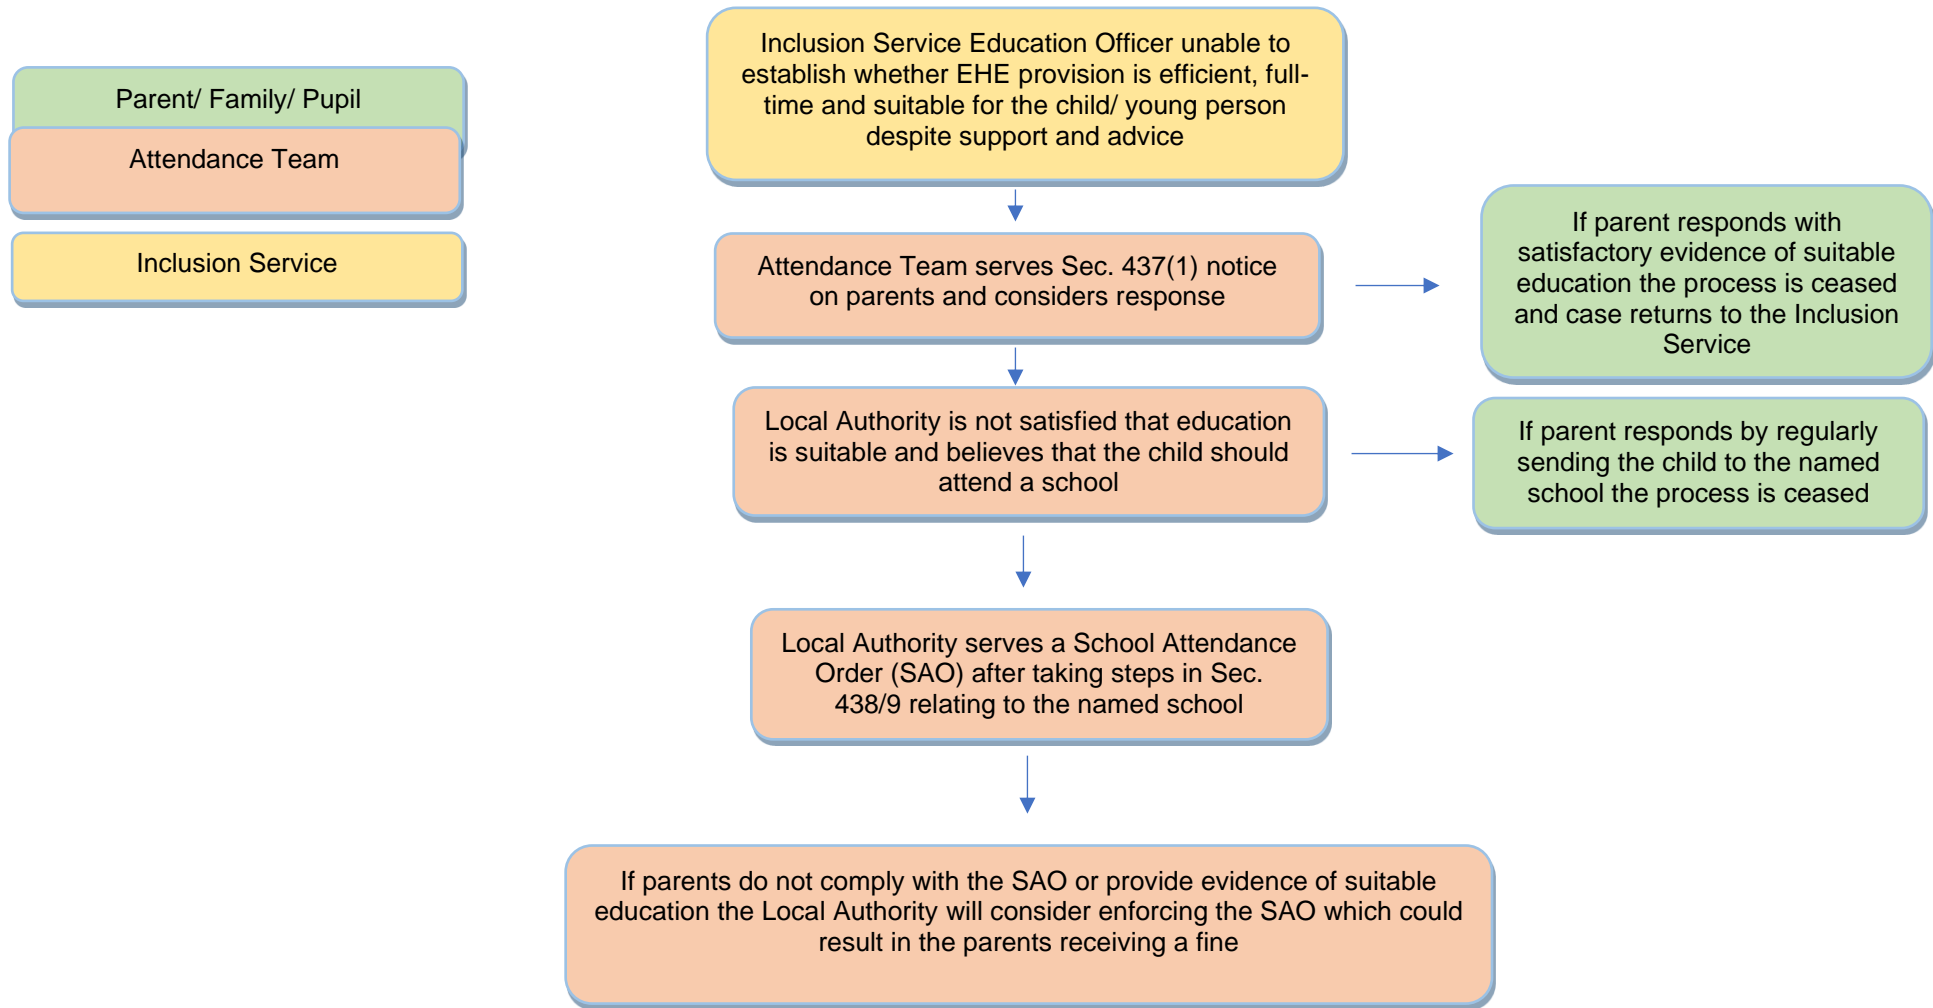 Parent/ Family/ Pupil
Attendance Team
Inclusion Service
Inclusion Service Education Officer unable to
establish whether EHE provision is efficient, full-
time and suitable for the child/ young person
despite support and advice
Attendance Team serves Sec. 437(1) notice
on parents and considers response
If parent responds with
satisfactory evidence of suitable
education the process is ceased
and case returns to the Inclusion
Service
Local Authority is not satisfied that education
is suitable and believes that the child should
attend a school
If parent responds by regularly
sending the child to the named
school the process is ceased
Local Authority serves a School Attendance
Order (SAO) after taking steps in Sec.
438/9 relating to the named school
If parents do not comply with the SAO or provide evidence of suitable
education the Local Authority will consider enforcing the SAO which could
result in the parents receiving a fine